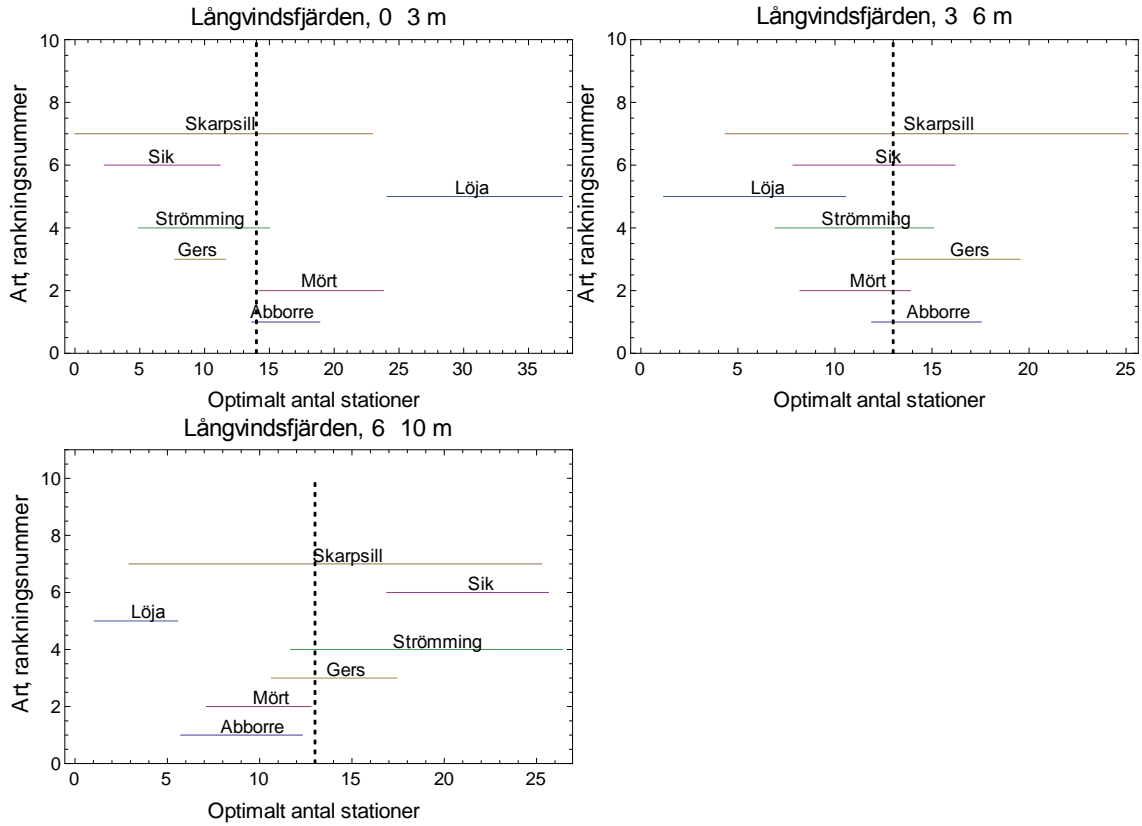 Långvindsfjärden, 0 3 m
Art, rankningsnummer
10
8
6
4
2
0
Skarpsill
Sik
Löja
Strömming
Gers
Mört
Abborre
0 5 10 15 20 25 30 35
Optimalt antal stationer
Långvindsfjärden, 3 6 m
Art, rankningsnummer
10
8
6
4
2
0
Skarpsill
Sik
Löja
Strömming
Gers
Mört
Abborre
0 5 10 15 20 25
Optimalt antal stationer
Långvindsfjärden, 6 10 m
Art, rankningsnummer
10
8
6
4
2
0
Skarpsill
Sik
Löja
Strömming
Gers
Mört
Abborre
0 5 10 15 20 25
Optimalt antal stationer